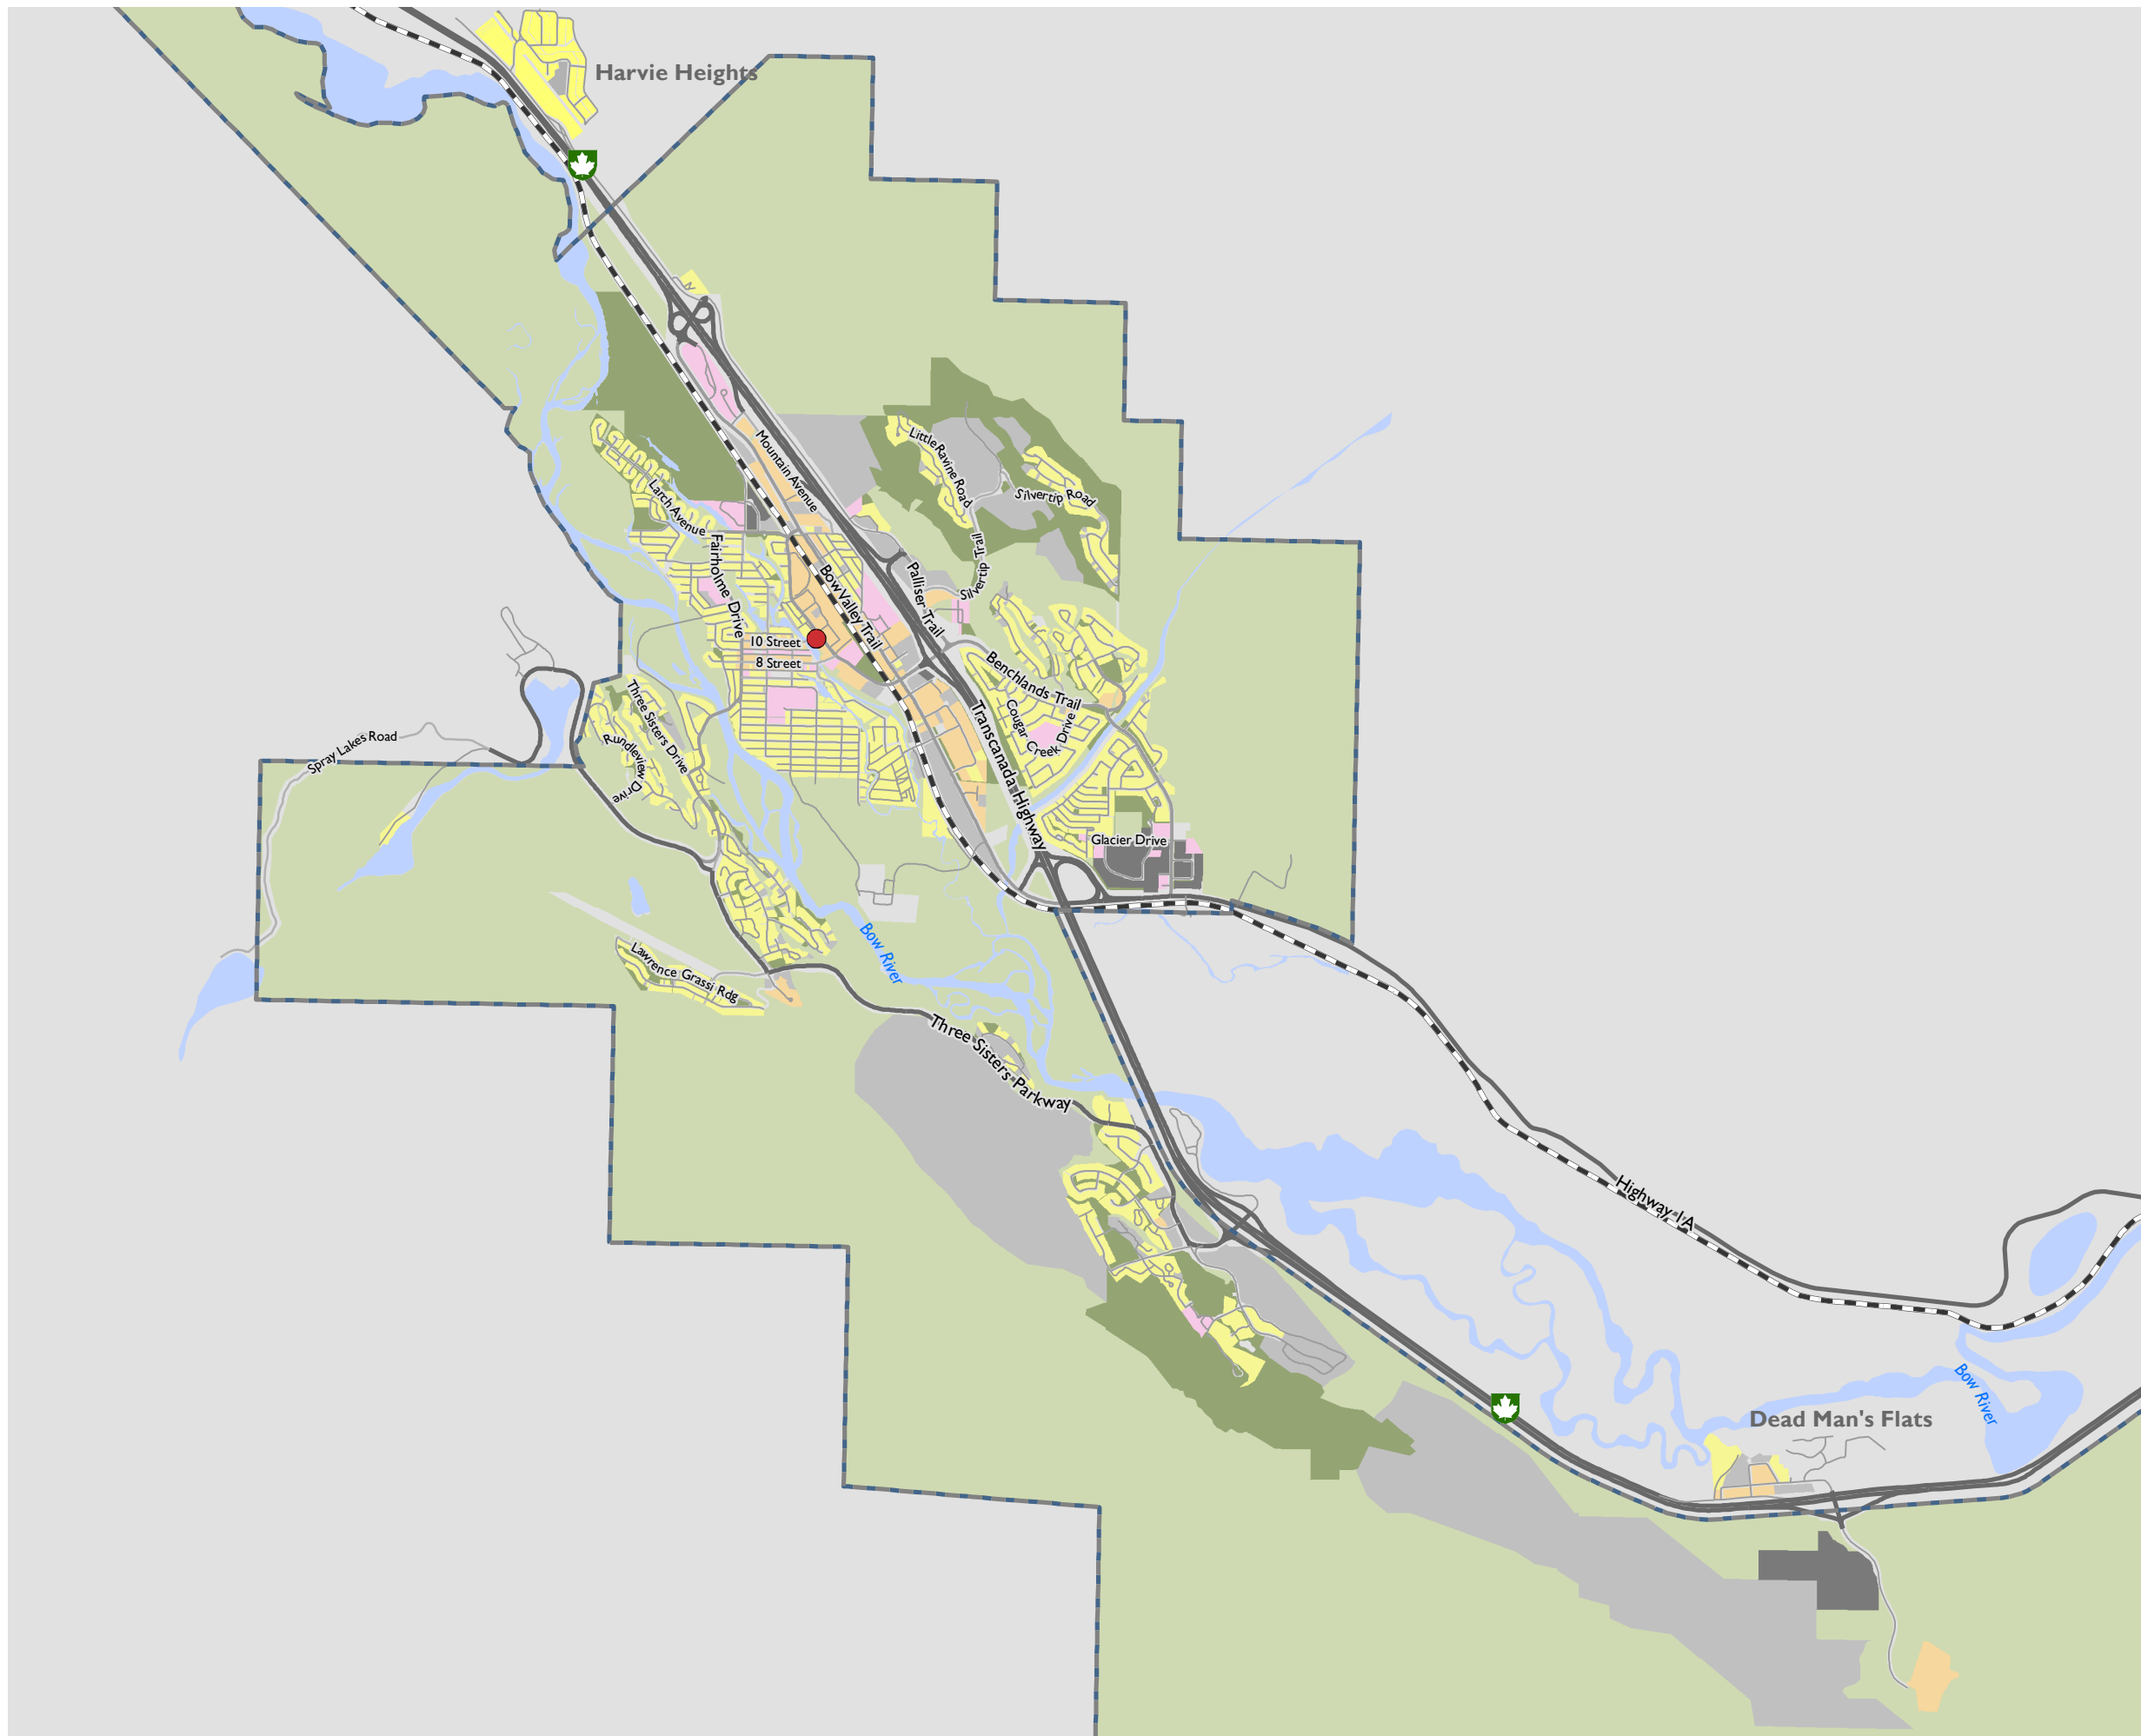 Harvie Heights
Mountain Avenue
Little Ravine Road
Silvertip Road
Larch Avenue
Fairholme Drive
Silvertip Trail
Palliser Trail
Bow Valley Trail
10 Street
8 Street
Benchlands Trail
Three Sisters Drive
Rundleview Drive
Cougar Creek Drive
Transcanada Highway
Spray Lakes Road
Glacier Drive
Bow River
Lawrence Grassi Rdg
Three Sisters Parkway
Highway 1A
Bow River
Dead Man's Flats